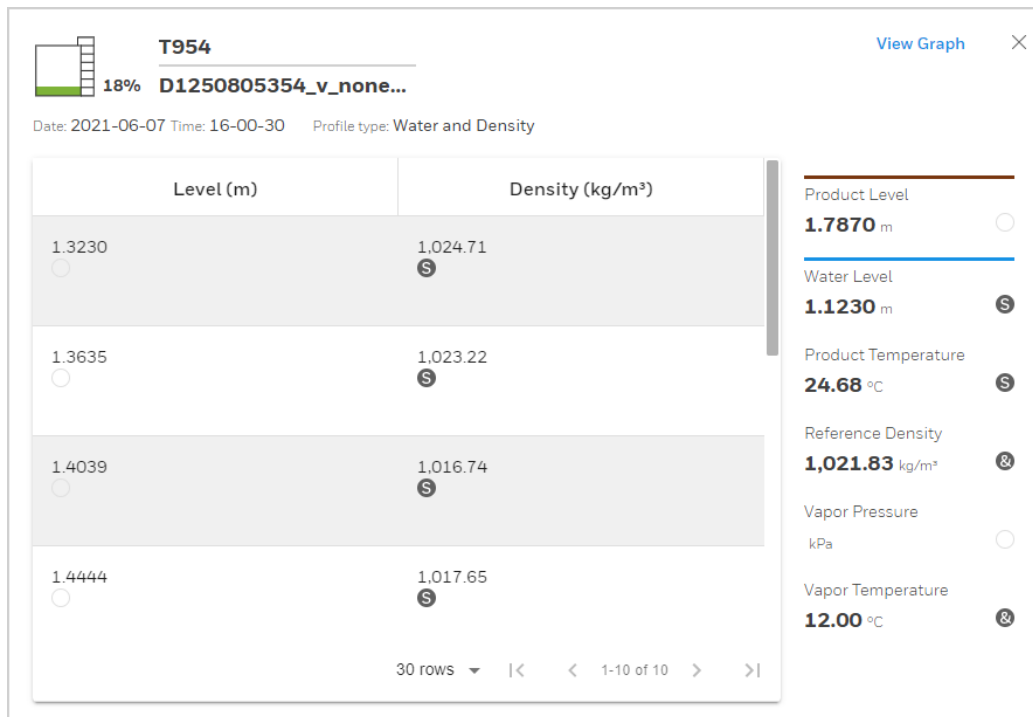 T954
View Graph
18%
D1250805354_v_none...
Date: 2021-06-07 Time: 16-00-30 Profile type: Water and Density
Level (m) Density (kg/m³)
1.3230 1,024.71
S
1.3635 1,023.22
S
1.4039 1,016.74
S
1.4444 1,017.65
S
30 rows 1-10 of 10
Product Level
1.7870 m
Water Level
1.1230 m S
Product Temperature
24.68 °C S
Reference Density
1,021.83 kg/m³ &
Vapor Pressure
kPa
Vapor Temperature
12.00 °C &